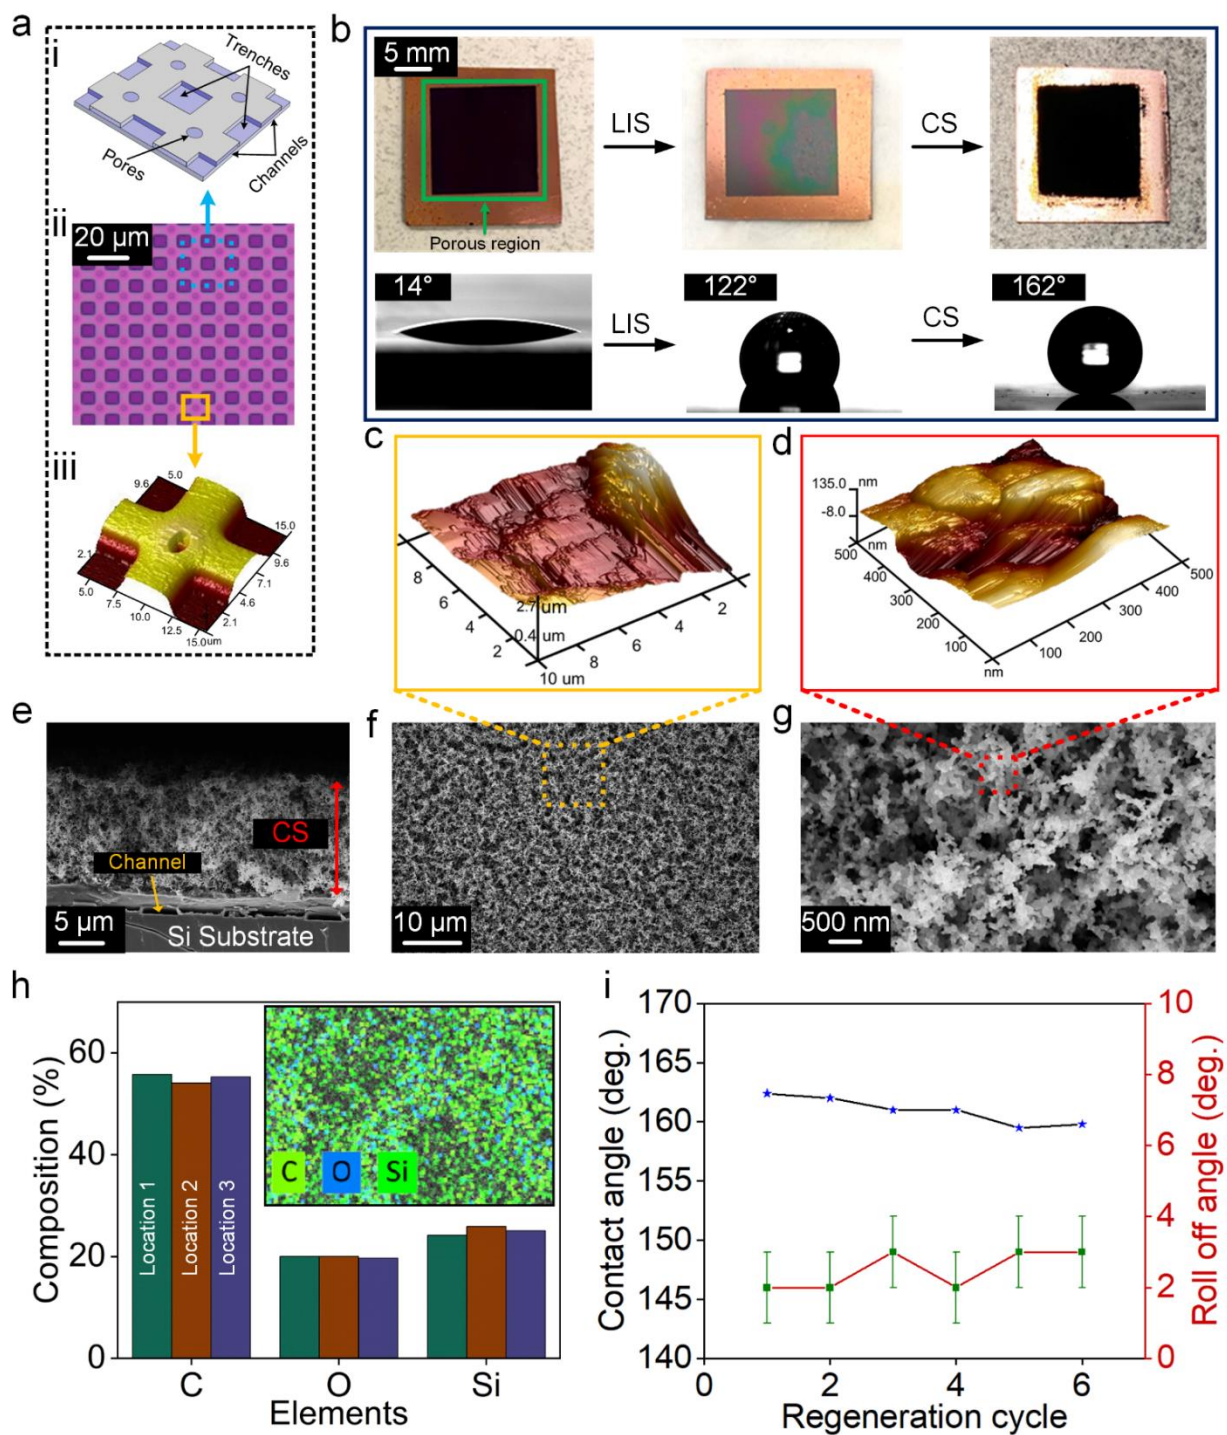 a
i
Trenches
Pores
Channels
ii
20 µm
iii
9.6
5.0
15.0
9.6
7.1
4.6
2.1
2.1
5.0
7.5
10.0
12.5
15.0um
b
5 mm
Porous region
LIS
CS
14°
LIS
122°
CS
162°
c
8
6
4
2
2.7 um
0.4 um
10 um
8
6
4
2
d
135.0
nm
-8.0
500
nm
400
300
200
100
nm
100
200
300
400
500
e
CS
Channel
5 µm
Si Substrate
f
10 µm
g
500 nm
h
Composition (%)
60
40
20
0
Location 1
Location 2
Location 3
C
O
Si
C
O
Si
Elements
i
Contact angle (deg.)
170
165
160
155
150
145
140
0
2
4
6
Regeneration cycle
10
8
6
4
2
0
Roll off angle (deg.)